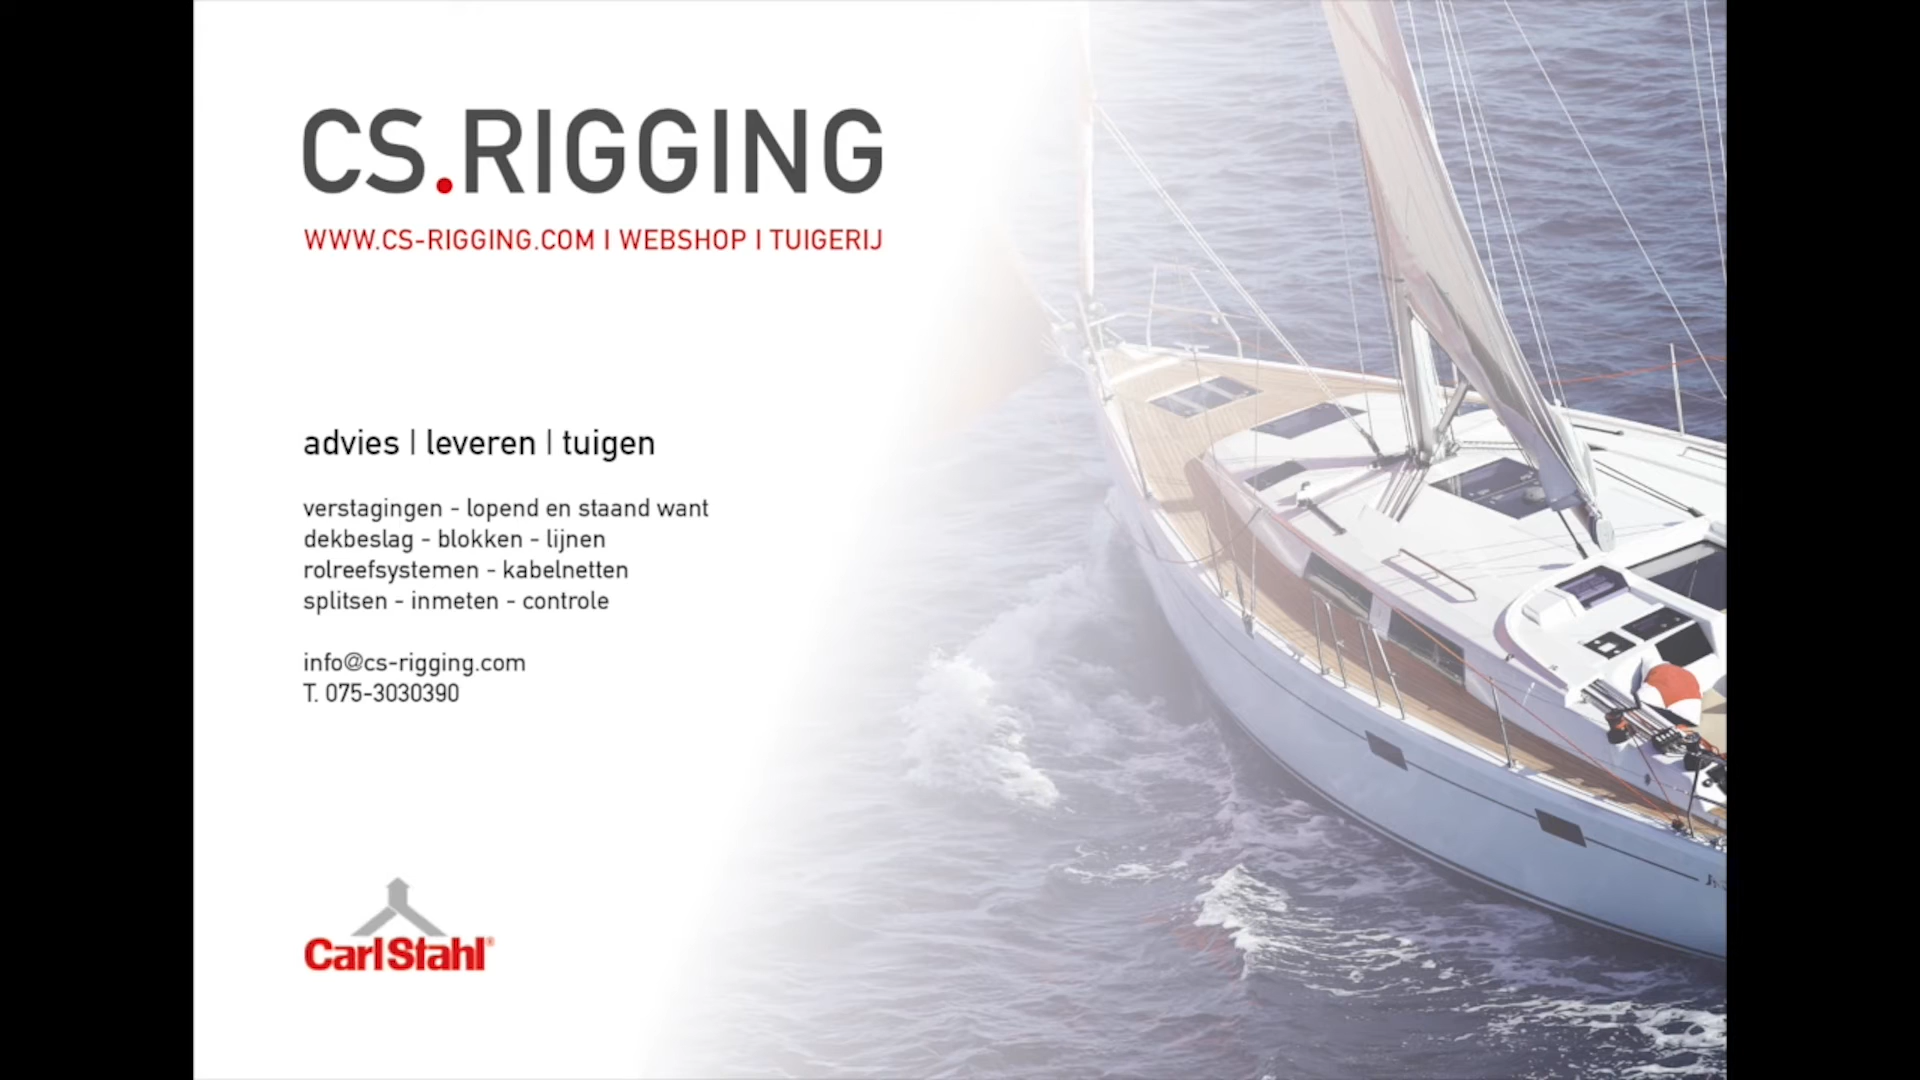 CS.RIGGING
WWW.CS-RIGGING.COM | WEBSHOP | TUIGERIJ
advies | leveren | tuigen
verstagingen - lopend en staand want
dekbeslag - blokken - lijnen
rolreefsystemen - kabelnetten
splitsen - inmeten - controle
info@cs-rigging.com
T. 075-3030390
CarlStahl®